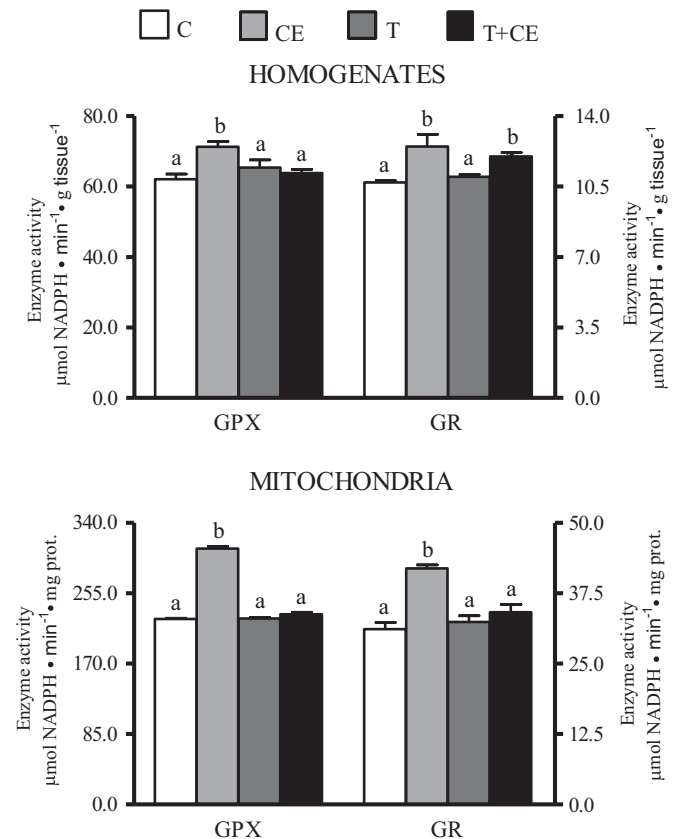 C CE T T+CE
HOMOGENATES
Enzyme activity
μmol NADPH • min⁻¹• g tissue⁻¹
80.0
60.0
40.0
20.0
0.0
a b a a
a b a b
14.0
10.5
7.0
3.5
0.0
Enzyme activity
μmol NADPH • min⁻¹• g tissue⁻¹
GPX GR
MITOCHONDRIA
Enzyme activity
μmol NADPH • min⁻¹• mg prot.
340.0
255.0
170.0
85.0
0.0
a b a a
a b a a
50.0
37.5
25.0
12.5
0.0
Enzyme activity
μmol NADPH • min⁻¹• mg prot.
GPX GR